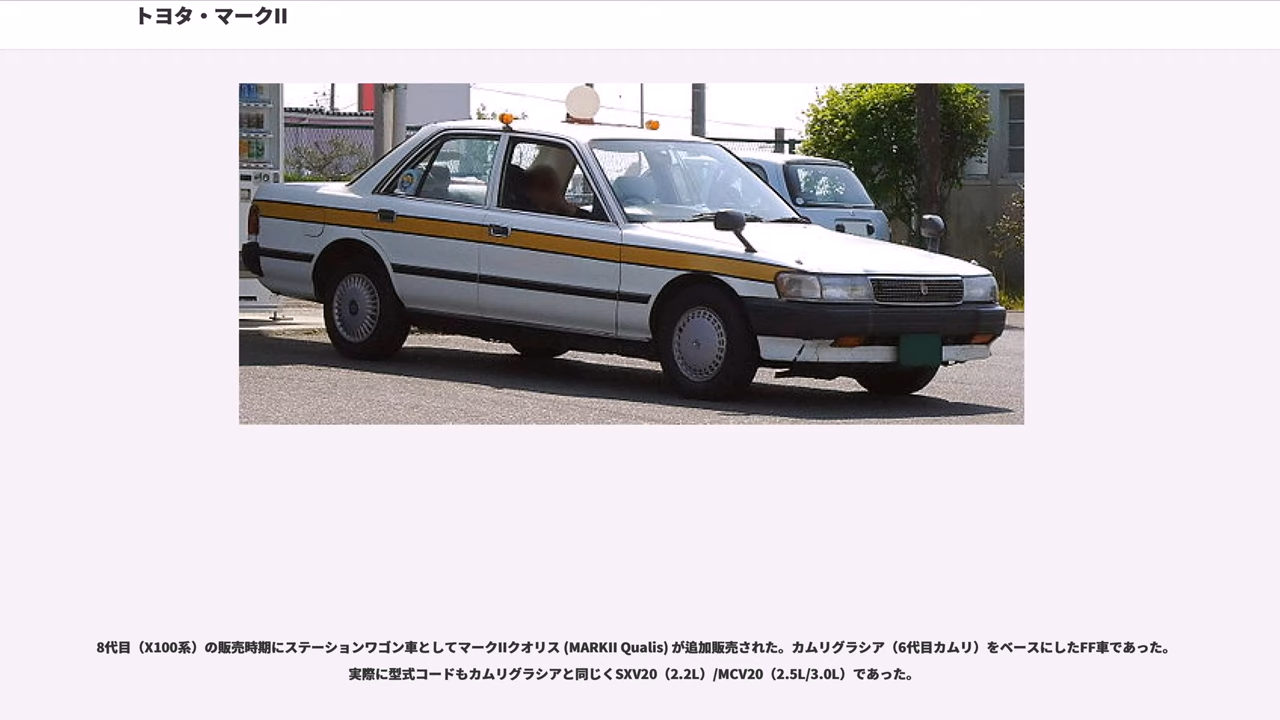 トヨタ・マークII
8代目（X100系）の販売時期にステーションワゴン車としてマークIIクオリス (MARKII Qualis) が追加販売された。カムリグラシア（6代目カムリ）をベースにしたFF車であった。
実際に型式コードもカムリグラシアと同じくSXV20（2.2L）/MCV20（2.5L/3.0L）であった。